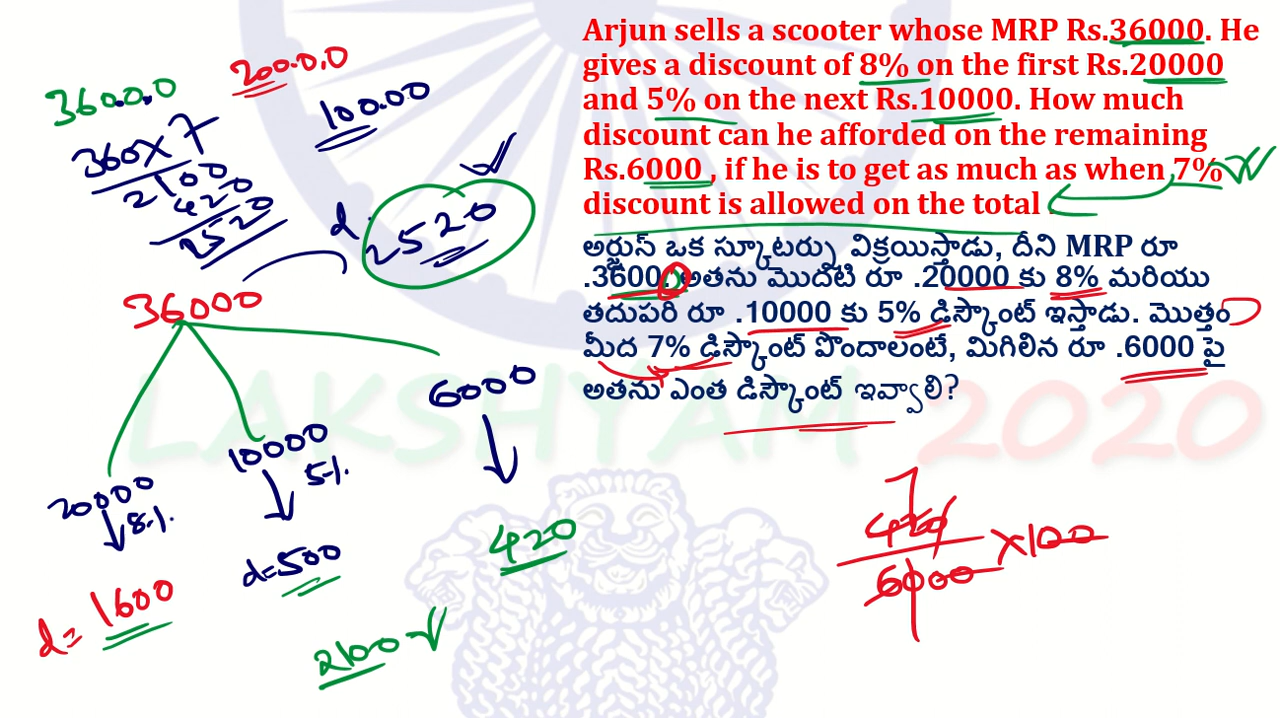 Arjun sells a scooter whose MRP Rs.36000. He
gives a discount of 8% on the first Rs.20000
and 5% on the next Rs.10000. How much
discount can he afforded on the remaining
Rs.6000 , if he is to get as much as when 7%
discount is allowed on the total .
అర్జున్ ఒక స్కూటర్ను విక్రయిస్తాడు, దీని MRP రూ
.36000. అతను మొదటి రూ .20000 కు 8% మరియు
తదుపరి రూ .10000 కు 5% డిస్కౌంట్ ఇస్తాడు. మొత్తం
మీద 7% డిస్కౌంట్ పొందాలంటే, మిగిలిన రూ .6000 పై
అతను ఎంత డిస్కౌంట్ ఇవ్వాలి?
360.0.0
200.0.0
100.00
360x7
2100
420
2520
d.
2520
36000
6000
10000
5%
20000
8%
d=500
d=1600
420
2100
7
420
6000
x100
LAKSHYAM 2020